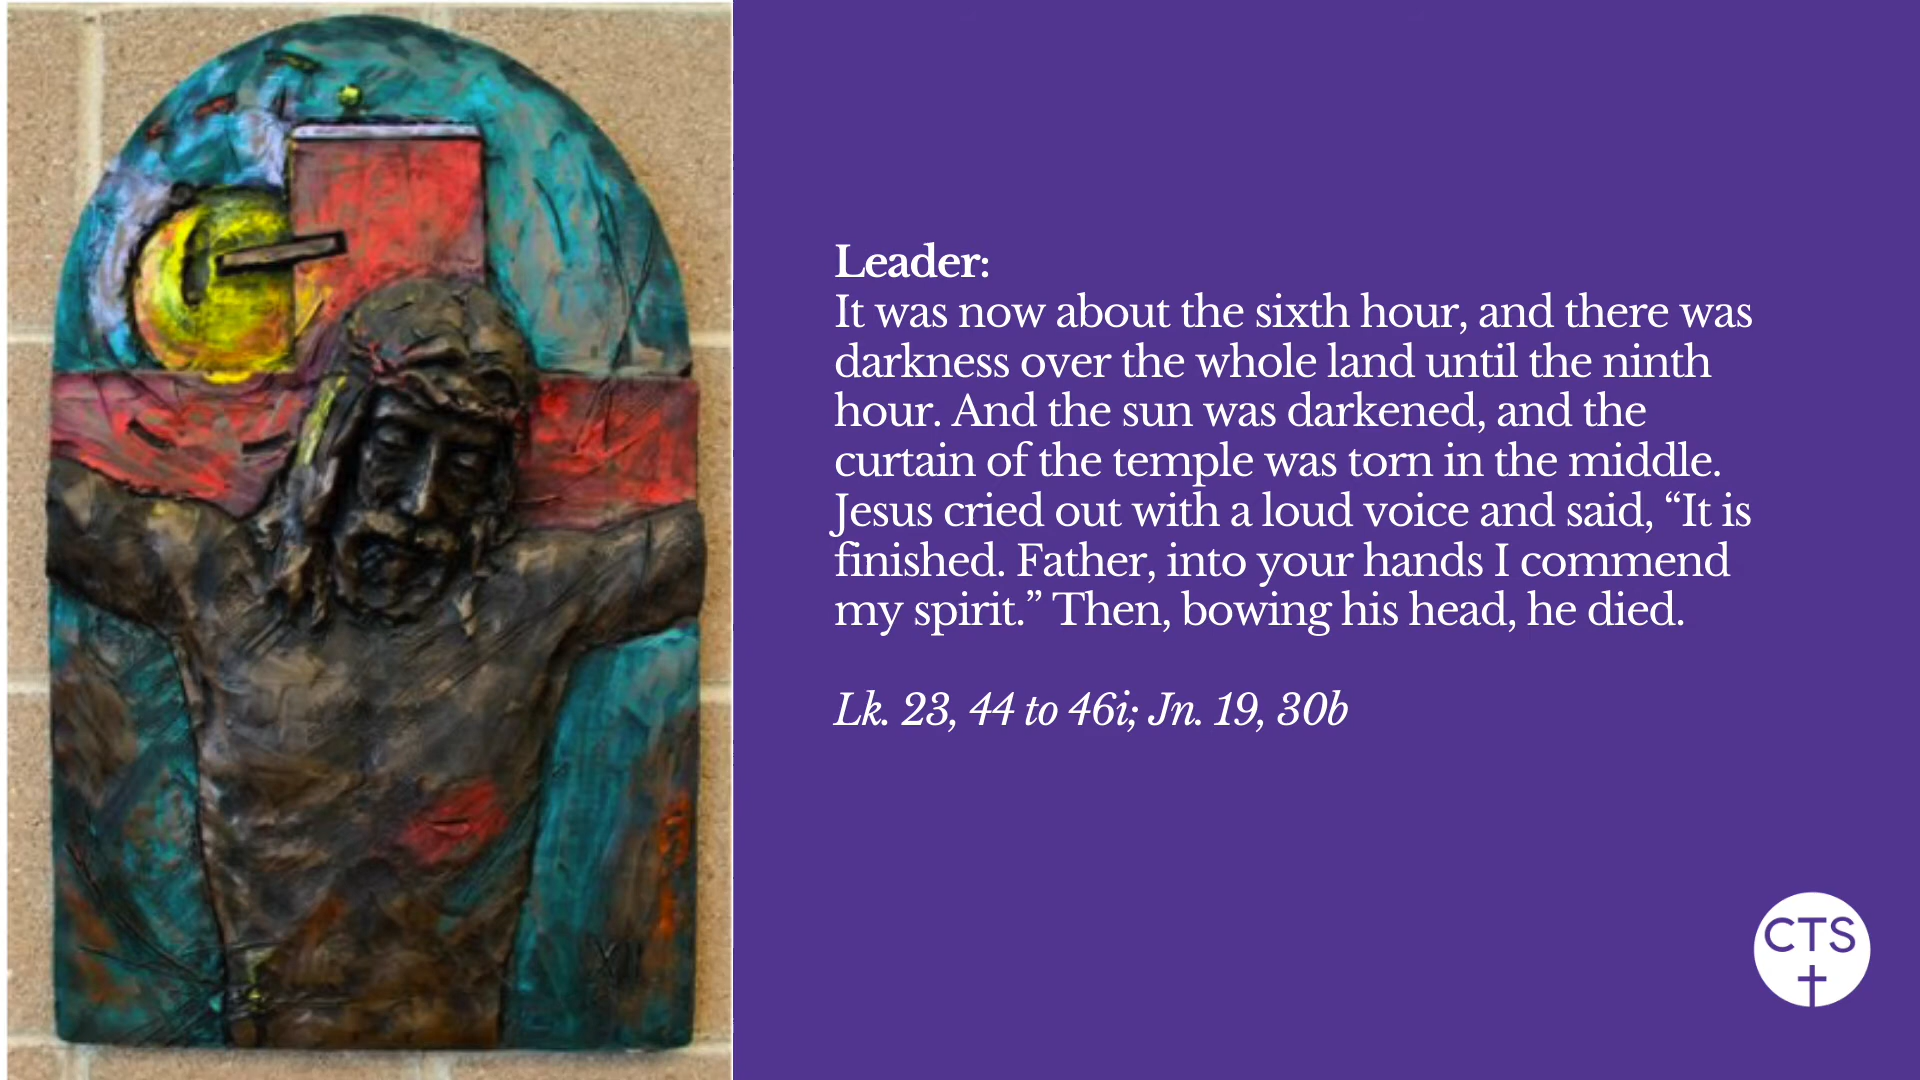 XII
Leader:
It was now about the sixth hour, and there was
darkness over the whole land until the ninth
hour. And the sun was darkened, and the
curtain of the temple was torn in the middle.
Jesus cried out with a loud voice and said, “It is
finished. Father, into your hands I commend
my spirit.” Then, bowing his head, he died.
Lk. 23, 44 to 46i; Jn. 19, 30b
CTS